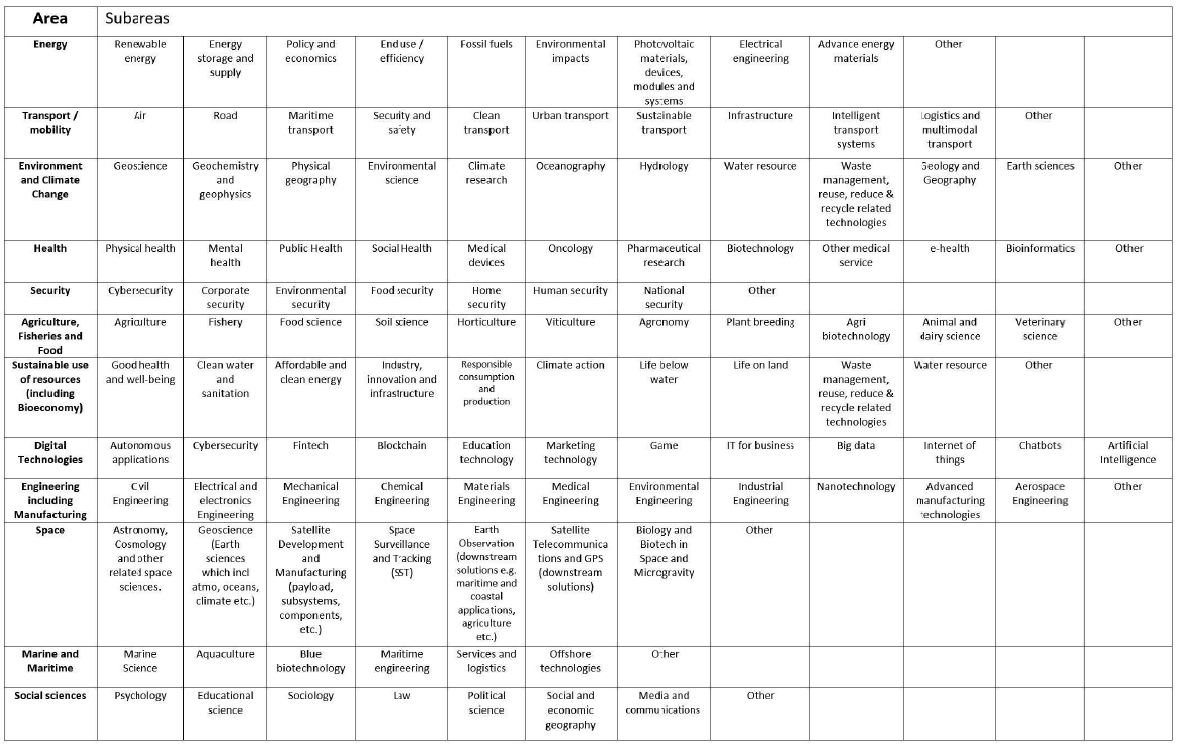 Area
Subareas
Energy
Renewable
energy
Energy
storage and
supply
Policy and
economics
End use /
efficiency
Fossil fuels
Environmental
impacts
Photovoltaic
materials,
devices,
modules and
systems
Electrical
engineering
Advance energy
materials
Other
Transport /
mobility
Air
Road
Maritime
transport
Security and
safety
Clean
transport
Urban transport
Sustainable
transport
Infrastructure
Intelligent
transport
systems
Logistics and
multimodal
transport
Other
Environment
and Climate
Change
Geoscience
Geochemistry
and
geophysics
Physical
geography
Environmental
science
Climate
research
Oceanography
Hydrology
Water resource
Waste
management,
reuse, reduce &
recycle related
technologies
Geology and
Geography
Earth sciences
Other
Health
Physical health
Mental
health
Public Health
Social Health
Medical
devices
Oncology
Pharmaceutical
research
Biotechnology
Other medical
service
e-health
Bioinformatics
Other
Security
Cybersecurity
Corporate
security
Environmental
security
Food security
Home
security
Human security
National
security
Other
Agriculture,
Fisheries and
Food
Agriculture
Fishery
Food science
Soil science
Horticulture
Viticulture
Agronomy
Plant breeding
Agri
biotechnology
Animal and
dairy science
Veterinary
science
Other
Sustainable use
of resources
(including
Bioeconomy)
Good health
and well-being
Clean water
and
sanitation
Affordable and
clean energy
Industry,
innovation and
infrastructure
Responsible
consumption
and
production
Climate action
Life below
water
Life on land
Waste
management,
reuse, reduce &
recycle related
technologies
Water resource
Other
Digital
Technologies
Autonomous
applications
Cybersecurity
Fintech
Blockchain
Education
technology
Marketing
technology
Game
IT for business
Big data
Internet of
things
Chatbots
Artificial
Intelligence
Engineering
including
Manufacturing
Civil
Engineering
Electrical and
electronics
Engineering
Mechanical
Engineering
Chemical
Engineering
Materials
Engineering
Medical
Engineering
Environmental
Engineering
Industrial
Engineering
Nanotechnology
Advanced
manufacturing
technologies
Aerospace
Engineering
Other
Space
Astronomy,
Cosmology
and other
related space
sciences.
Geoscience
(Earth
sciences
which incl
atmo, oceans,
climate etc.)
Satellite
Development
and
Manufacturing
(payload,
subsystems,
components,
etc.)
Space
Surveillance
and Tracking
(SST)
Earth
Observation
(downstream
solutions e.g.
maritime and
coastal
applications,
agriculture
etc.)
Satellite
Telecommunica
tions and GPS
(downstream
solutions)
Biology and
Biotech in
Space and
Microgravity
Other
Marine and
Maritime
Marine
Science
Aquaculture
Blue
biotechnology
Maritime
engineering
Services and
logistics
Offshore
technologies
Other
Social sciences
Psychology
Educational
science
Sociology
Law
Political
science
Social and
economic
geography
Media and
communications
Other